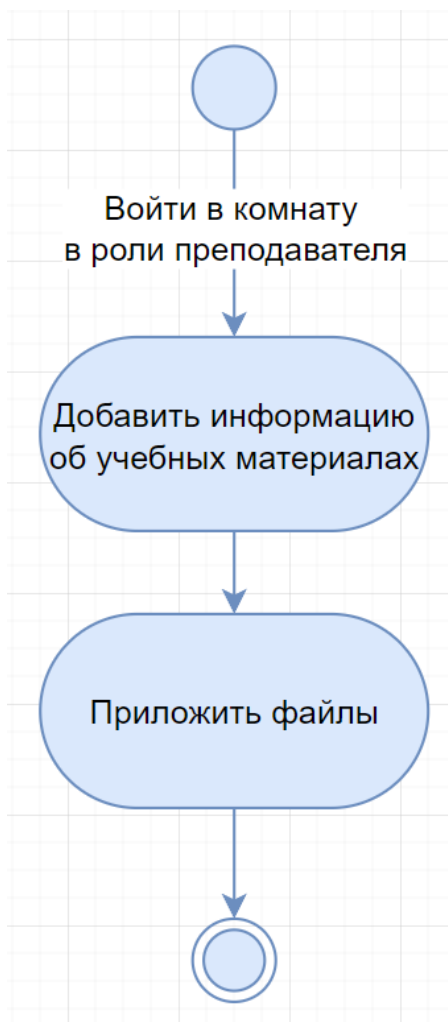 Войти в комнату
в роли преподавателя
Добавить информацию
об учебных материалах
Приложить файлы